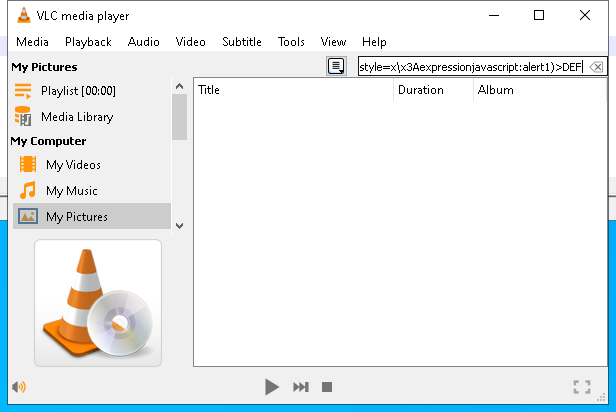 VLC media player
Media Playback Audio Video Subtitle Tools View Help
My Pictures
style=x\x3Aexpressionjavascript:alert1)>DEF
Playlist [00:00]
Title Duration Album
Media Library
My Computer
My Videos
My Music
My Pictures